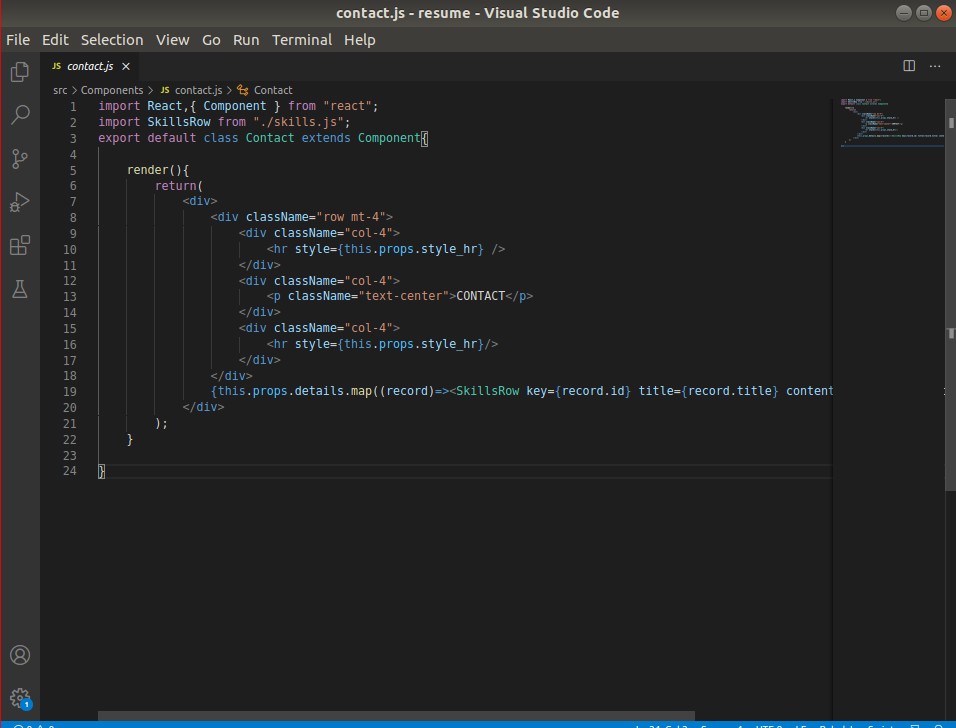 contact.js - resume - Visual Studio Code
File Edit Selection View Go Run Terminal Help
JS contact.js ×
src > Components > JS contact.js > Contact
1 import React,{ Component } from "react";
2 import SkillsRow from "./skills.js";
3 export default class Contact extends Component{
4
5 render(){
6 return(
7 <div>
8 <div className="row mt-4">
9 <div className="col-4">
10 <hr style={this.props.style_hr} />
11 </div>
12 <div className="col-4">
13 <p className="text-center">CONTACT</p>
14 </div>
15 <div className="col-4">
16 <hr style={this.props.style_hr}/>
17 </div>
18 </div>
19 {this.props.details.map((record)=><SkillsRow key={record.id} title={record.title} content
20 </div>
21 );
22 }
23
24 }
1